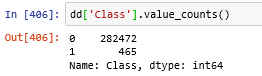 In [406]: dd['Class'].value_counts()
Out[406]: 0    282472
1       465
Name: Class, dtype: int64